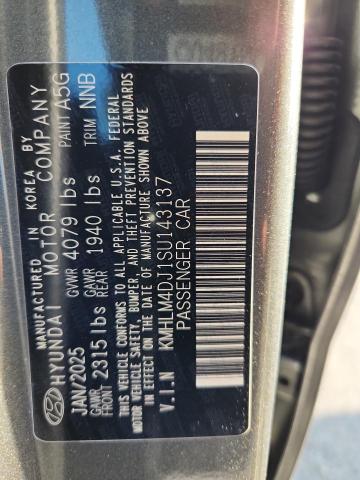 MANUFACTURED IN KOREA BY
HYUNDAI MOTOR COMPANY
JAN/2025 GVWR 4079 lbs PAINT A5G
GAWR FRONT 2315 lbs GAWR REAR 1940 lbs TRIM NNB
THIS VEHICLE CONFORMS TO ALL APPLICABLE U.S.A. FEDERAL
MOTOR VEHICLE SAFETY, BUMPER, AND THEFT PREVENTION STANDARDS
IN EFFECT ON THE DATE OF MANUFACTURE SHOWN ABOVE
V.I.N KMHLM4DJ1SU143137
PASSENGER CAR